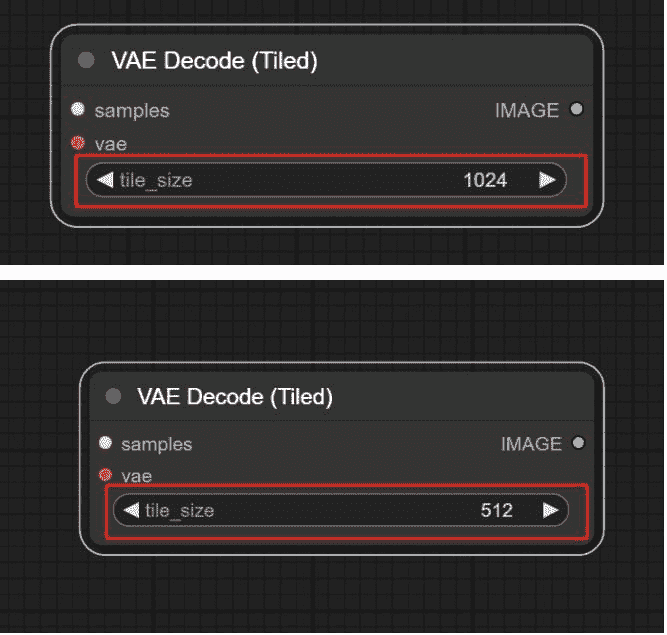 VAE Decode (Tiled)
samples IMAGE
vae
tile_size 1024
VAE Decode (Tiled)
samples IMAGE
vae
tile_size 512